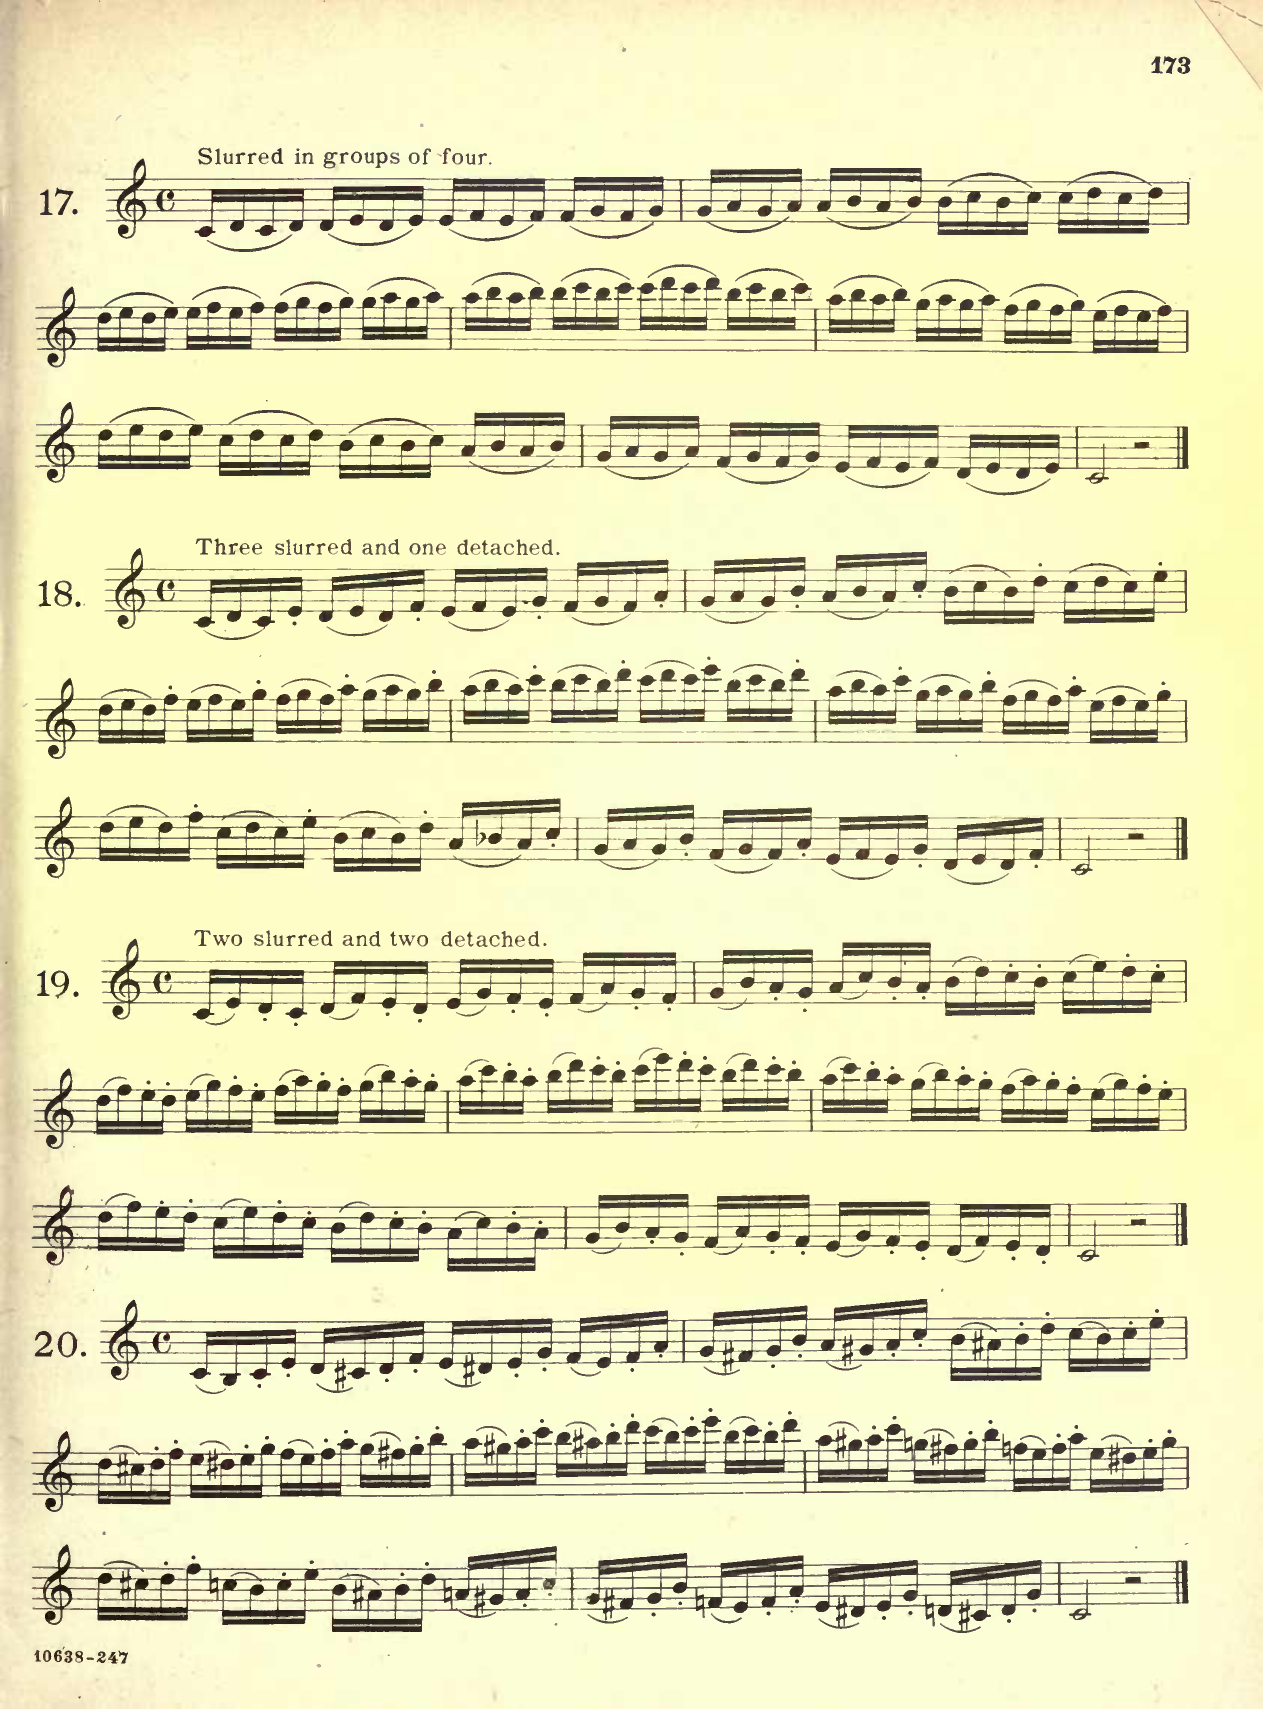 173
Slurred in groups of four.
17.
Three slurred and one detached.
18.
Two slurred and two detached.
19.
20.
10638-247